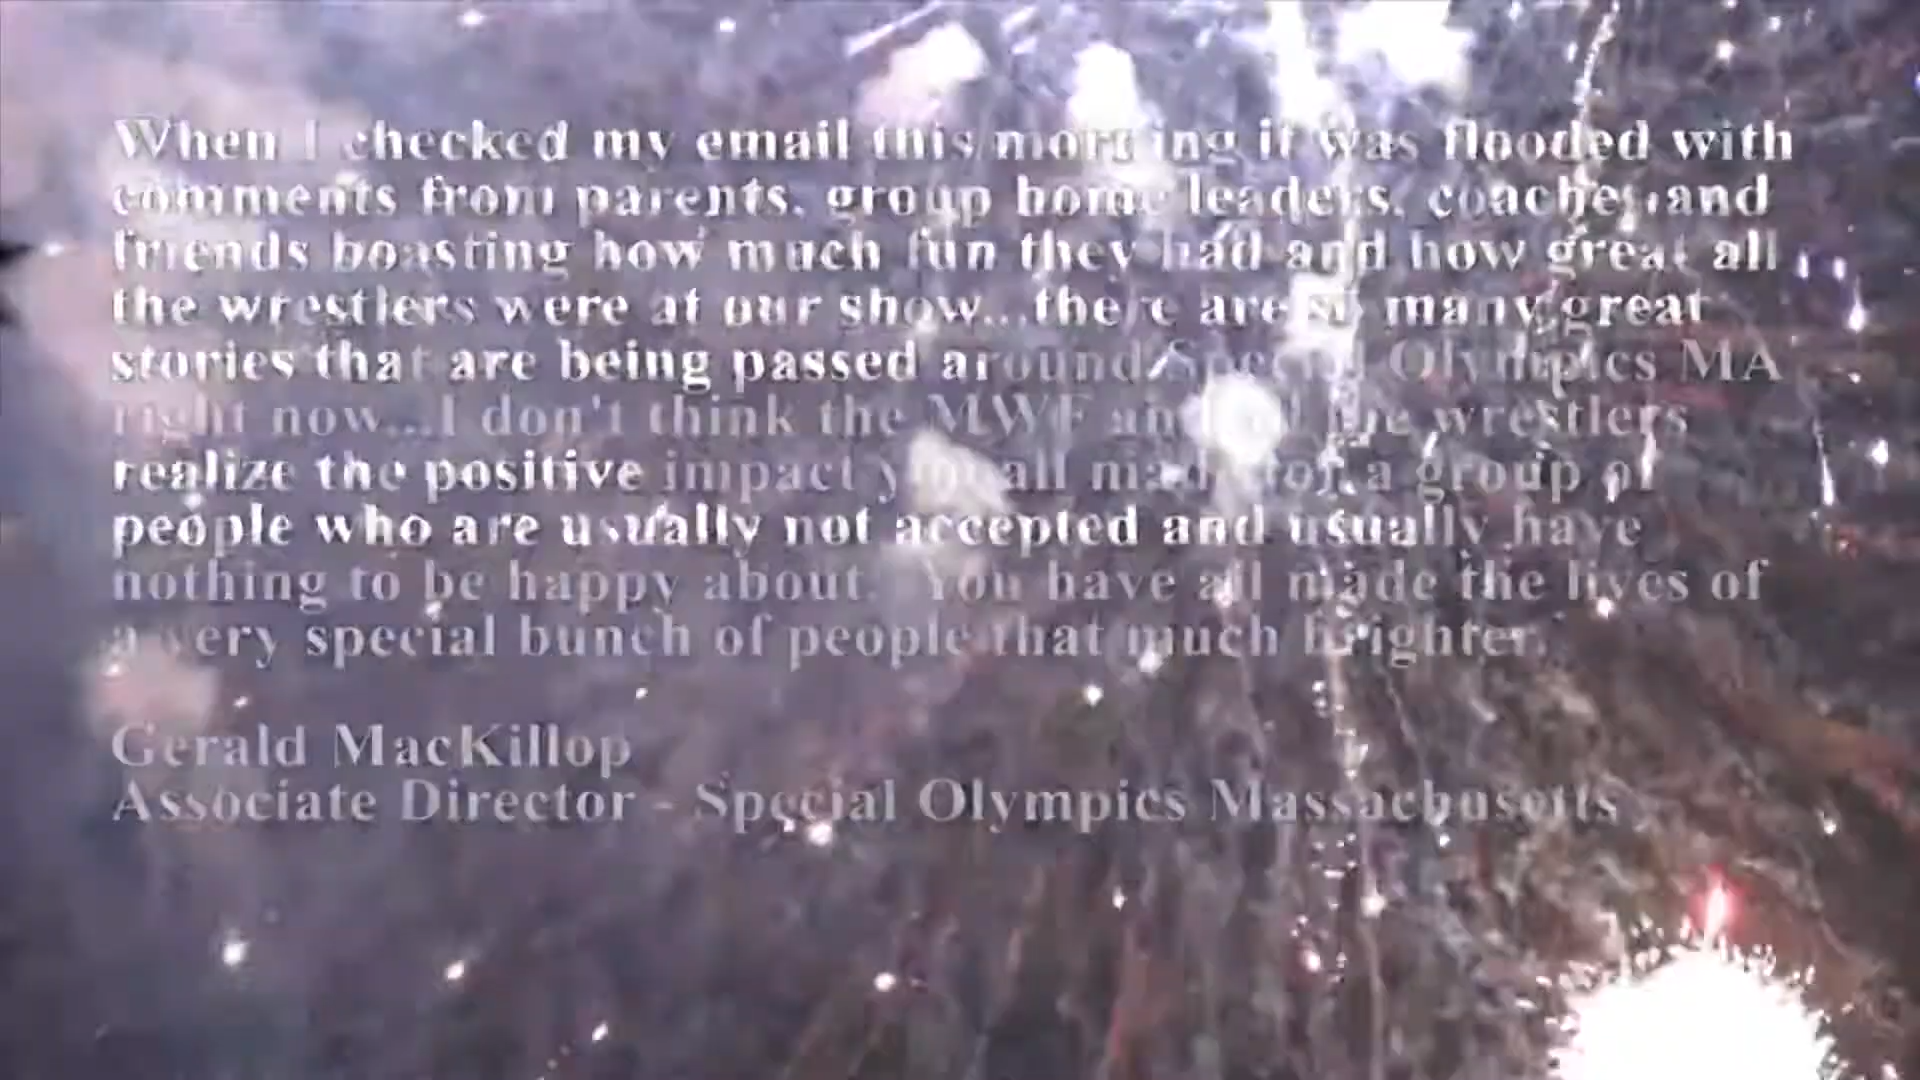 When I checked my email this morning it was flooded with
comments from parents, group home leaders, coaches and
friends boasting how much fun they had and how great all
the wrestlers were at our show...there are so many great
stories that are being passed around Special Olympics MA
right now...I don't think the MWF and all the wrestlers
realize the positive impact you all made for a group of
people who are usually not accepted and usually have
nothing to be happy about. You have all made the lives of
a very special bunch of people that much brighter.
Gerald MacKillop
Associate Director - Special Olympics Massachusetts